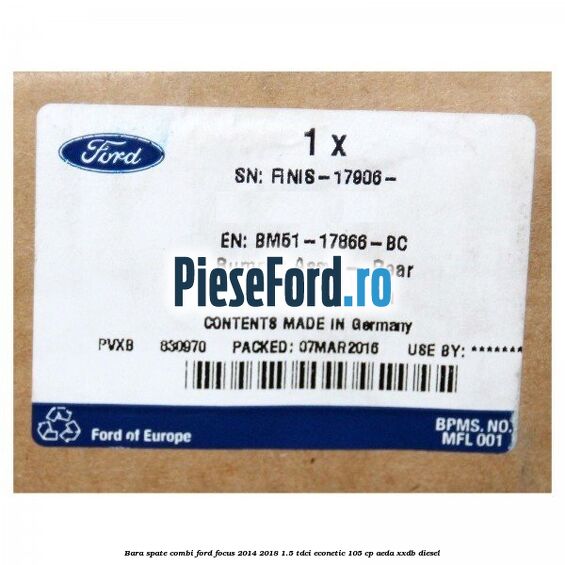 Ford
1 x
SN: FINIS-17906-
EN: BM51-17866-BC
Rear
PieseFord.ro
CONTENTS MADE IN Germany
PVXB 830970 PACKED: 07MAR2016 USE BY: *******
Ford of Europe
BPMS. NO.
MFL 001
Bara spate combi ford focus 2014 2018 1.5 tdci econetic 105 cp aeda xxdb diesel